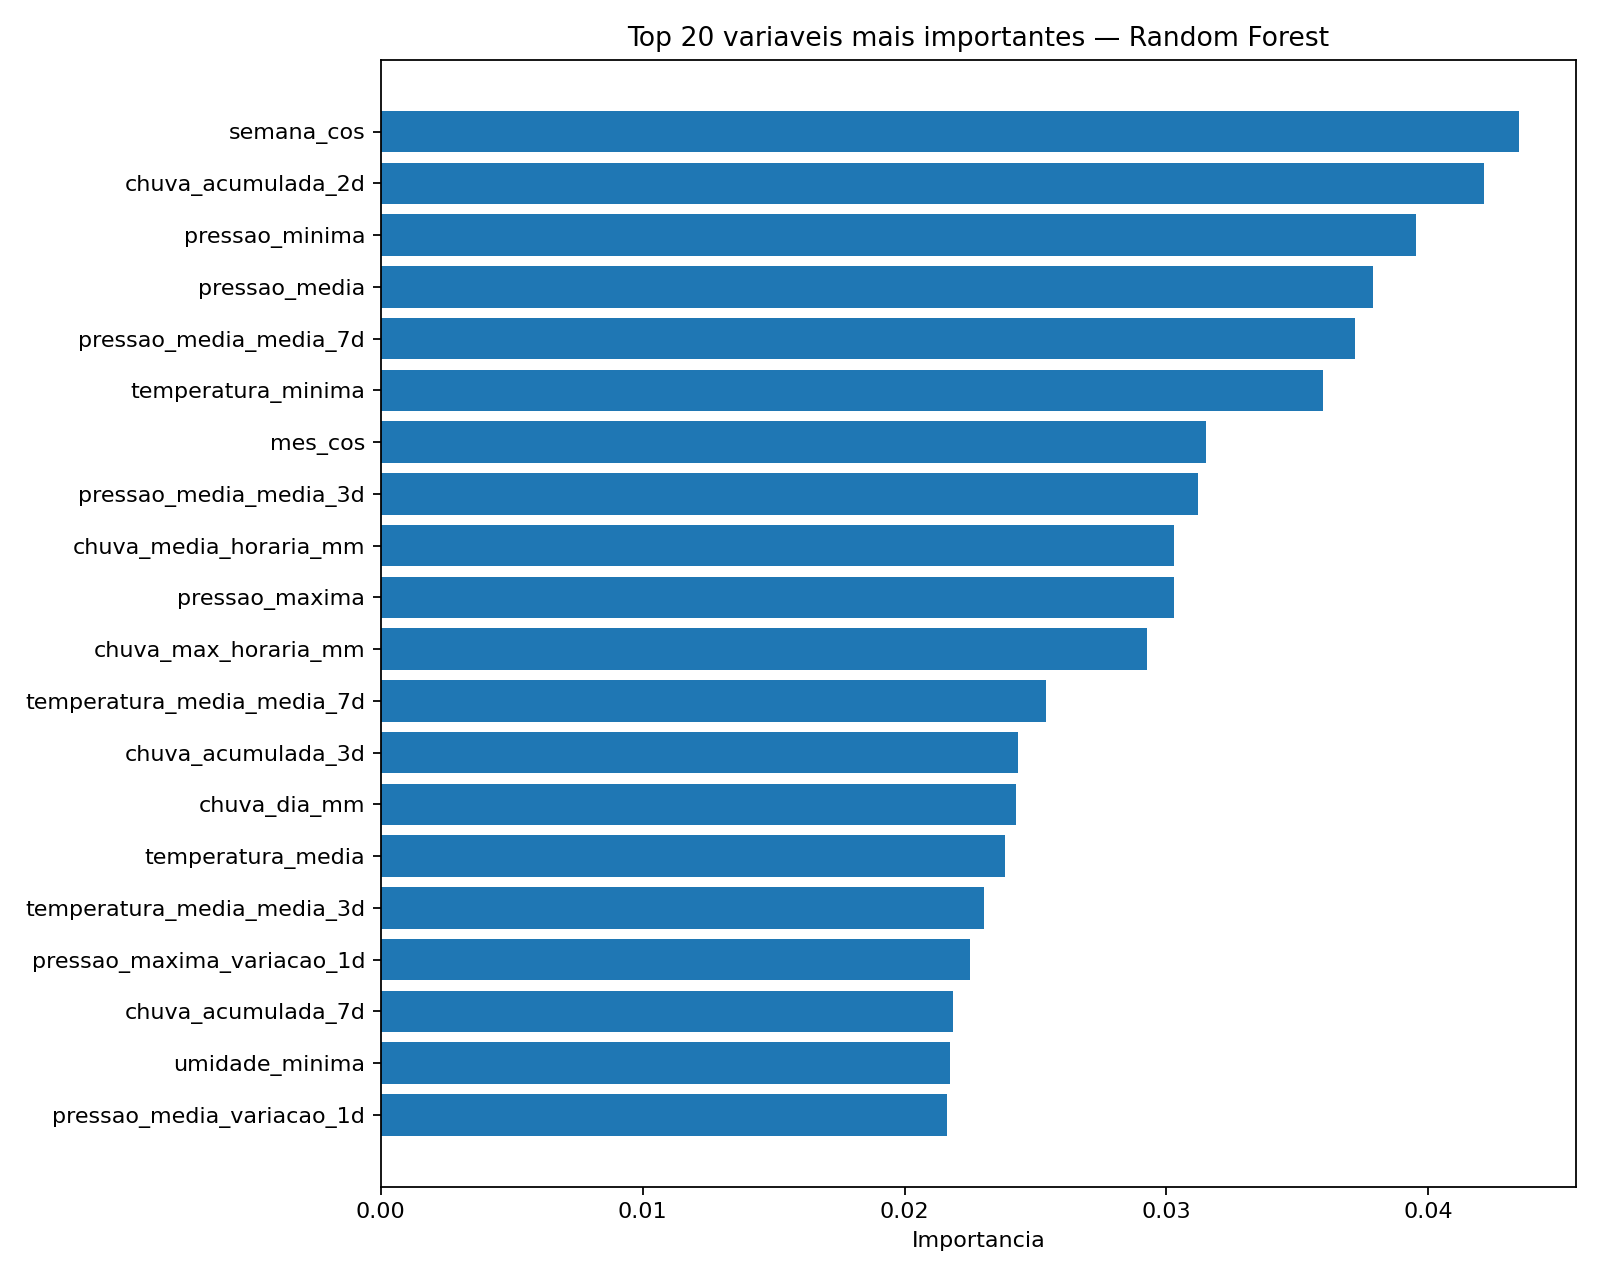 Top 20 variaveis mais importantes — Random Forest
semana_cos
chuva_acumulada_2d
pressao_minima
pressao_media
pressao_media_media_7d
temperatura_minima
mes_cos
pressao_media_media_3d
chuva_media_horaria_mm
pressao_maxima
chuva_max_horaria_mm
temperatura_media_media_7d
chuva_acumulada_3d
chuva_dia_mm
temperatura_media
temperatura_media_media_3d
pressao_maxima_variacao_1d
chuva_acumulada_7d
umidade_minima
pressao_media_variacao_1d
0.00 0.01 0.02 0.03 0.04
Importancia